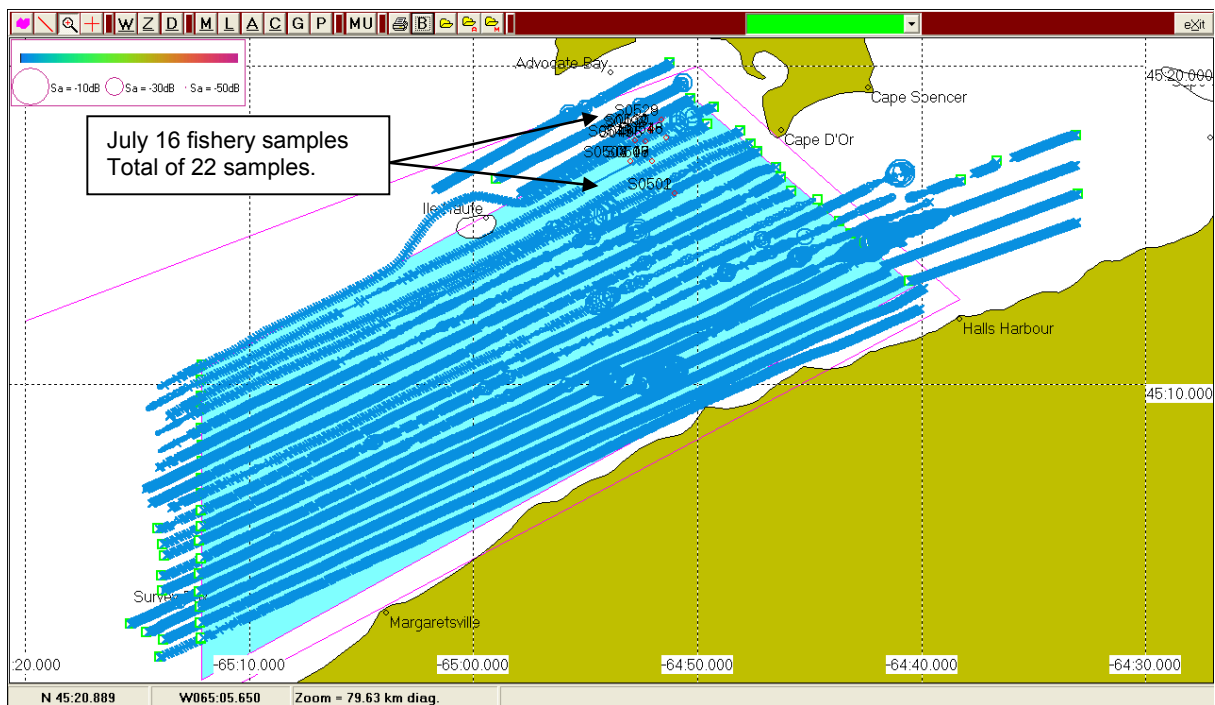 W Z D M L A C G P MU B eXit
Sa = -10dB Sa = -30dB Sa = -50dB
Advocate Bay
45:20.000
Cape Spencer
July 16 fishery samples
Total of 22 samples.
S0529
Cape D'Or
S0502
Ile Haute
Halls Harbour
45:10.000
Margaretsville
:20.000 -65:10.000 -65:00.000 -64:50.000 -64:40.000 -64:30.000
N 45:20.889 W065:05.650 Zoom = 79.63 km diag.